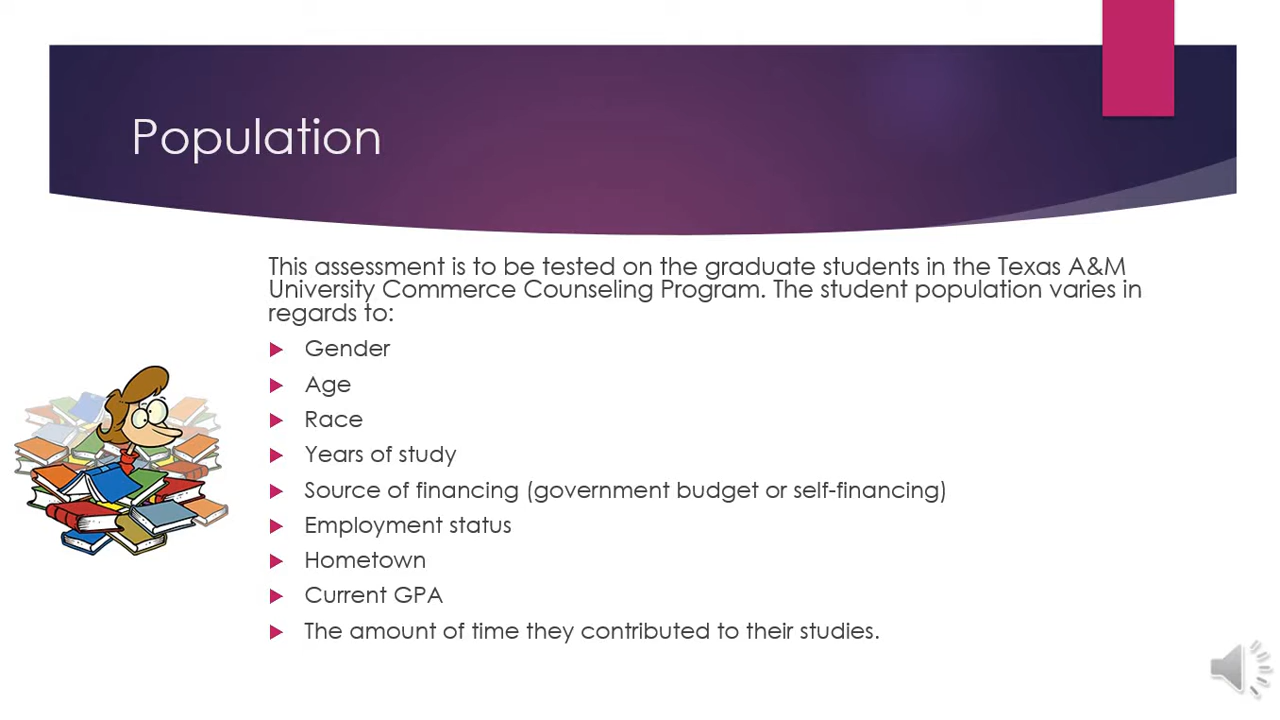 Population
This assessment is to be tested on the graduate students in the Texas A&M
University Commerce Counseling Program. The student population varies in
regards to:
Gender
Age
Race
Years of study
Source of financing (government budget or self-financing)
Employment status
Hometown
Current GPA
The amount of time they contributed to their studies.